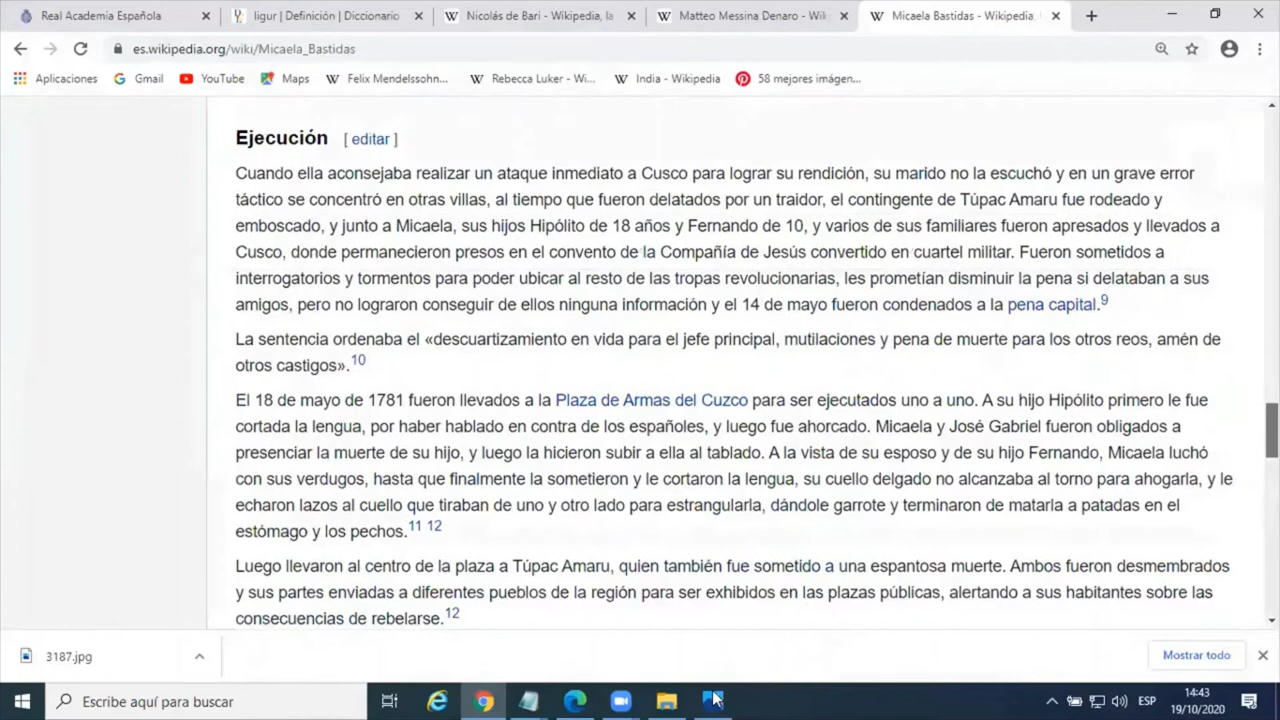 Real Academia Española
ligur | Definición | Diccionario
Nicolás de Bari - Wikipedia, la
Matteo Messina Denaro - Wiki
Micaela Bastidas - Wikipedia,
es.wikipedia.org/wiki/Micaela_Bastidas
Aplicaciones
Gmail
YouTube
Maps
Felix Mendelssohn...
Rebecca Luker - Wi...
India - Wikipedia
58 mejores imágen...
Ejecución [ editar ]
Cuando ella aconsejaba realizar un ataque inmediato a Cusco para lograr su rendición, su marido no la escuchó y en un grave error
táctico se concentró en otras villas, al tiempo que fueron delatados por un traidor, el contingente de Túpac Amaru fue rodeado y
emboscado, y junto a Micaela, sus hijos Hipólito de 18 años y Fernando de 10, y varios de sus familiares fueron apresados y llevados a
Cusco, donde permanecieron presos en el convento de la Compañía de Jesús convertido en cuartel militar. Fueron sometidos a
interrogatorios y tormentos para poder ubicar al resto de las tropas revolucionarias, les prometían disminuir la pena si delataban a sus
amigos, pero no lograron conseguir de ellos ninguna información y el 14 de mayo fueron condenados a la pena capital.9
La sentencia ordenaba el «descuartizamiento en vida para el jefe principal, mutilaciones y pena de muerte para los otros reos, amén de
otros castigos».10
El 18 de mayo de 1781 fueron llevados a la Plaza de Armas del Cuzco para ser ejecutados uno a uno. A su hijo Hipólito primero le fue
cortada la lengua, por haber hablado en contra de los españoles, y luego fue ahorcado. Micaela y José Gabriel fueron obligados a
presenciar la muerte de su hijo, y luego la hicieron subir a ella al tablado. A la vista de su esposo y de su hijo Fernando, Micaela luchó
con sus verdugos, hasta que finalmente la sometieron y le cortaron la lengua, su cuello delgado no alcanzaba al torno para ahogarla, y le
echaron lazos al cuello que tiraban de uno y otro lado para estrangularla, dándole garrote y terminaron de matarla a patadas en el
estómago y los pechos.11 12
Luego llevaron al centro de la plaza a Túpac Amaru, quien también fue sometido a una espantosa muerte. Ambos fueron desmembrados
y sus partes enviadas a diferentes pueblos de la región para ser exhibidos en las plazas públicas, alertando a sus habitantes sobre las
consecuencias de rebelarse.12
3187.jpg
Mostrar todo
Escribe aquí para buscar
ESP
14:43
19/10/2020